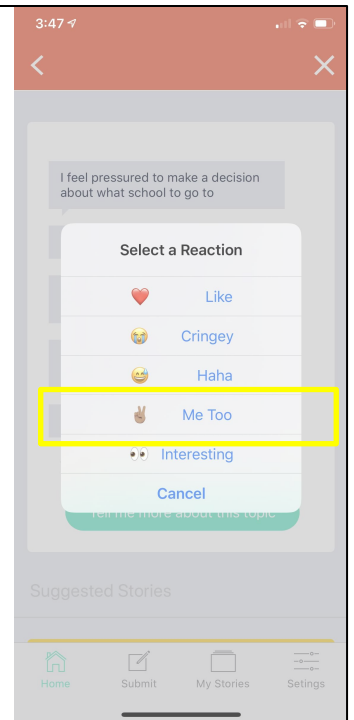 3:47
I feel pressured to make a decision
about what school to go to
Select a Reaction
❤️ Like
😭 Cringey
😅 Haha
✌🏽 Me Too
👀 Interesting
Cancel
Tell me more about this topic
Suggested Stories
Home Submit My Stories Setings